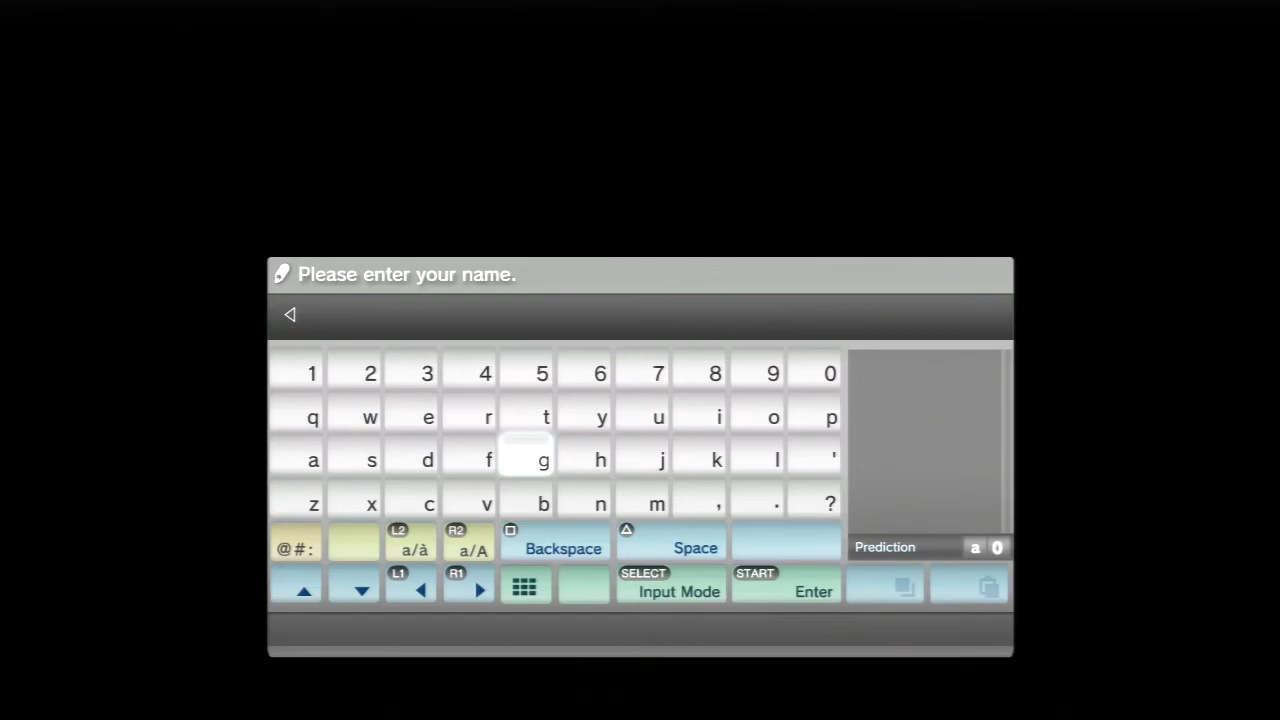 Please enter your name.
1 2 3 4 5 6 7 8 9 0
q w e r t y u i o p
a s d f g h j k l '
z x c v b n m , . ?
@#: L2 a/à R2 a/A Backspace Space Prediction a 0
L1 R1 SELECT Input Mode START Enter